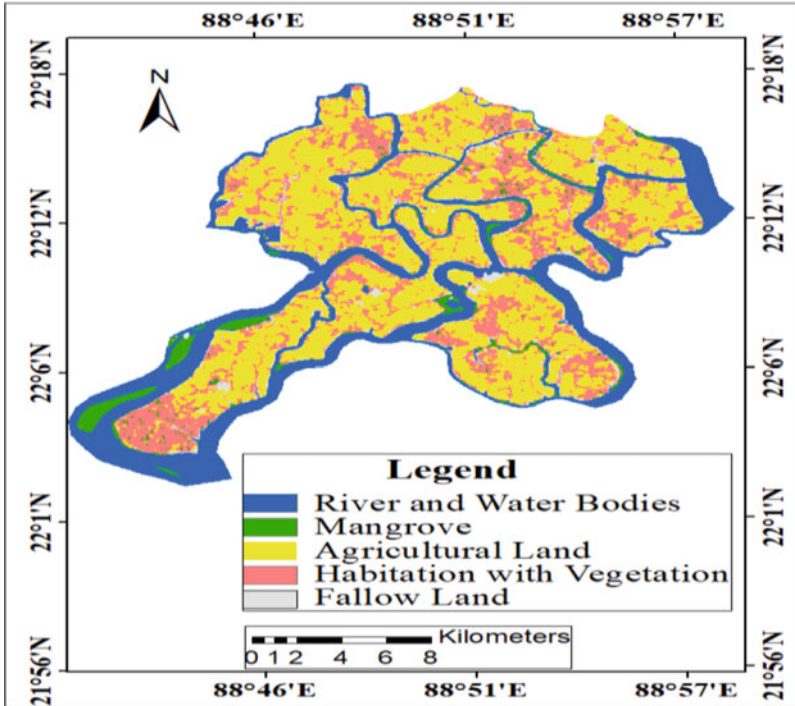 88°46'E 88°51'E 88°57'E
22°18'N 22°18'N
N
22°12'N 22°12'N
22°6'N 22°6'N
Legend
River and Water Bodies
Mangrove
22°1'N 22°1'N
Agricultural Land
Habitation with Vegetation
Fallow Land
Kilometers
0 1 2 4 6 8
21°56'N 21°56'N
88°46'E 88°51'E 88°57'E